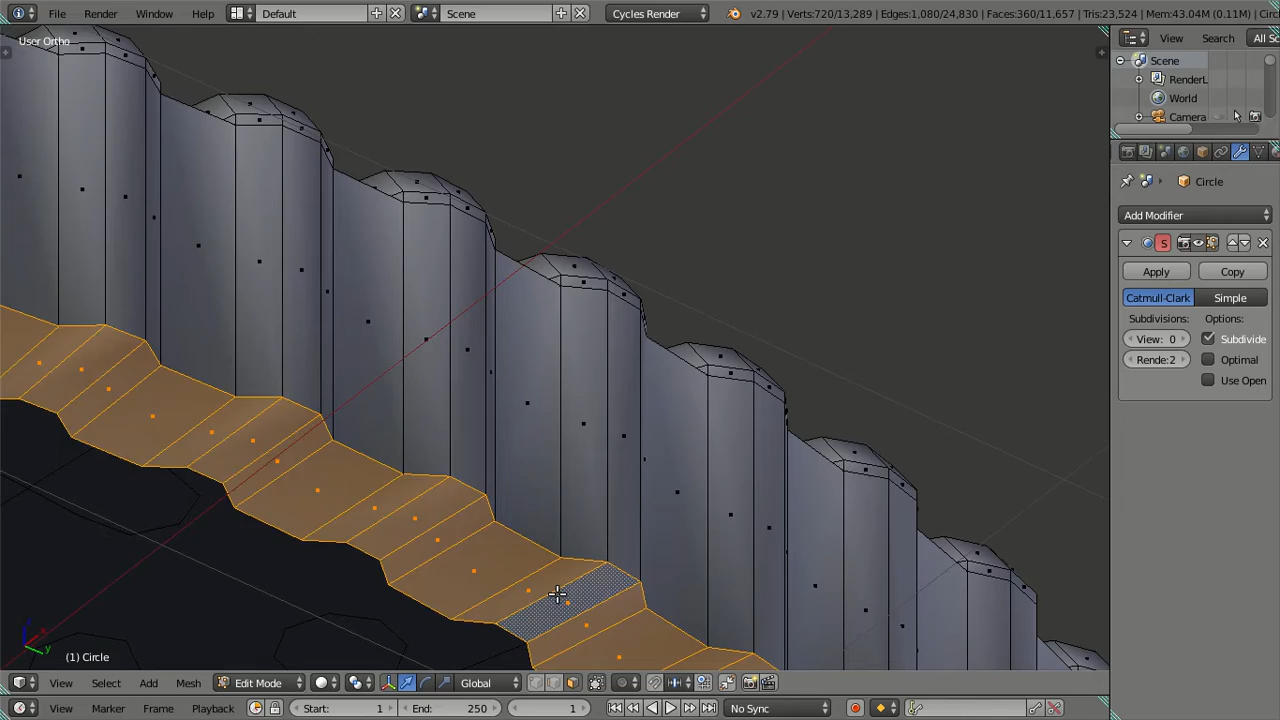 File Render Window Help Default Scene Cycles Render v2.79 | Verts:720/13,289 | Edges:1,080/24,830 | Faces:360/11,657 | Tris:23,524 | Mem:43.04M (0.11M) | Circ
User Ortho
View Search All Sc
Scene
RenderL
World
Camera
Circle
Add Modifier
S
Apply Copy
Catmull-Clark Simple
Subdivisions: Options:
View: 0 Subdivide
Rende:2 Optimal
Use Open
(1) Circle
View Select Add Mesh Edit Mode Global
View Marker Frame Playback Start: 1 End: 250 1 No Sync